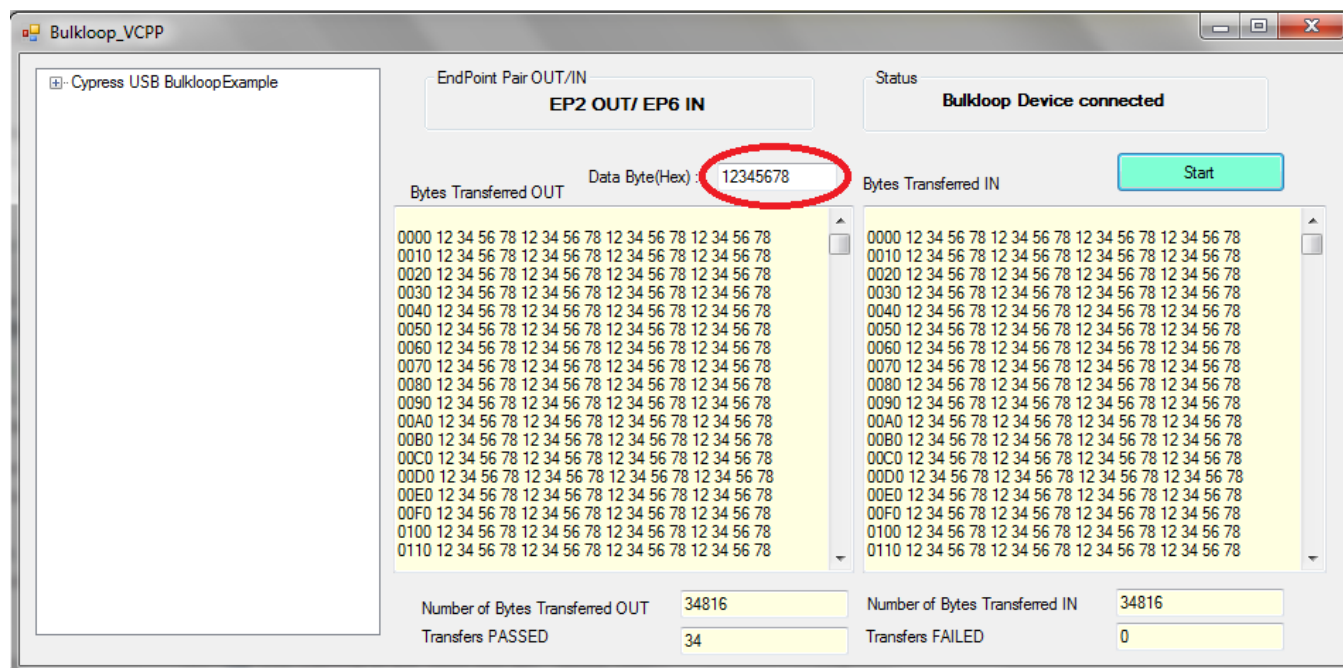 Bulkloop_VCPP
Cypress USB BulkloopExample
EndPoint Pair OUT/IN
EP2 OUT/ EP6 IN
Status
Bulkloop Device connected
Data Byte(Hex) :
12345678
Start
Bytes Transferred OUT
0000 12 34 56 78 12 34 56 78 12 34 56 78 12 34 56 78
0010 12 34 56 78 12 34 56 78 12 34 56 78 12 34 56 78
0020 12 34 56 78 12 34 56 78 12 34 56 78 12 34 56 78
0030 12 34 56 78 12 34 56 78 12 34 56 78 12 34 56 78
0040 12 34 56 78 12 34 56 78 12 34 56 78 12 34 56 78
0050 12 34 56 78 12 34 56 78 12 34 56 78 12 34 56 78
0060 12 34 56 78 12 34 56 78 12 34 56 78 12 34 56 78
0070 12 34 56 78 12 34 56 78 12 34 56 78 12 34 56 78
0080 12 34 56 78 12 34 56 78 12 34 56 78 12 34 56 78
0090 12 34 56 78 12 34 56 78 12 34 56 78 12 34 56 78
00A0 12 34 56 78 12 34 56 78 12 34 56 78 12 34 56 78
00B0 12 34 56 78 12 34 56 78 12 34 56 78 12 34 56 78
00C0 12 34 56 78 12 34 56 78 12 34 56 78 12 34 56 78
00D0 12 34 56 78 12 34 56 78 12 34 56 78 12 34 56 78
00E0 12 34 56 78 12 34 56 78 12 34 56 78 12 34 56 78
00F0 12 34 56 78 12 34 56 78 12 34 56 78 12 34 56 78
0100 12 34 56 78 12 34 56 78 12 34 56 78 12 34 56 78
0110 12 34 56 78 12 34 56 78 12 34 56 78 12 34 56 78
Bytes Transferred IN
0000 12 34 56 78 12 34 56 78 12 34 56 78 12 34 56 78
0010 12 34 56 78 12 34 56 78 12 34 56 78 12 34 56 78
0020 12 34 56 78 12 34 56 78 12 34 56 78 12 34 56 78
0030 12 34 56 78 12 34 56 78 12 34 56 78 12 34 56 78
0040 12 34 56 78 12 34 56 78 12 34 56 78 12 34 56 78
0050 12 34 56 78 12 34 56 78 12 34 56 78 12 34 56 78
0060 12 34 56 78 12 34 56 78 12 34 56 78 12 34 56 78
0070 12 34 56 78 12 34 56 78 12 34 56 78 12 34 56 78
0080 12 34 56 78 12 34 56 78 12 34 56 78 12 34 56 78
0090 12 34 56 78 12 34 56 78 12 34 56 78 12 34 56 78
00A0 12 34 56 78 12 34 56 78 12 34 56 78 12 34 56 78
00B0 12 34 56 78 12 34 56 78 12 34 56 78 12 34 56 78
00C0 12 34 56 78 12 34 56 78 12 34 56 78 12 34 56 78
00D0 12 34 56 78 12 34 56 78 12 34 56 78 12 34 56 78
00E0 12 34 56 78 12 34 56 78 12 34 56 78 12 34 56 78
00F0 12 34 56 78 12 34 56 78 12 34 56 78 12 34 56 78
0100 12 34 56 78 12 34 56 78 12 34 56 78 12 34 56 78
0110 12 34 56 78 12 34 56 78 12 34 56 78 12 34 56 78
Number of Bytes Transferred OUT 34816
Transfers PASSED 34
Number of Bytes Transferred IN 34816
Transfers FAILED 0